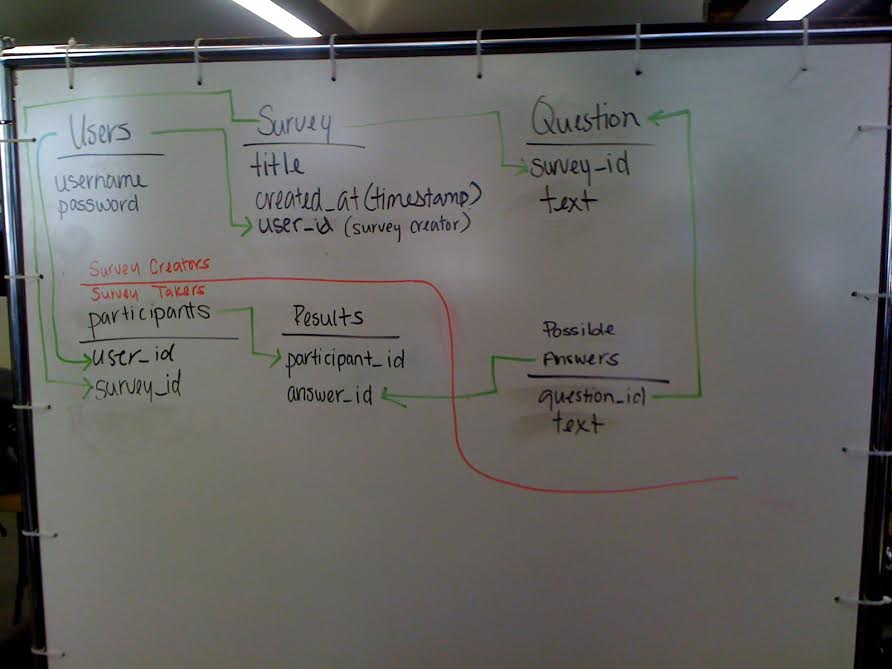 Users
username
password
Survey
title
created_at (timestamp)
user_id (survey creator)
Question
survey_id
text
Survey Creators
Survey Takers
participants
user_id
survey_id
Results
participant_id
answer_id
Possible
Answers
question_id
text